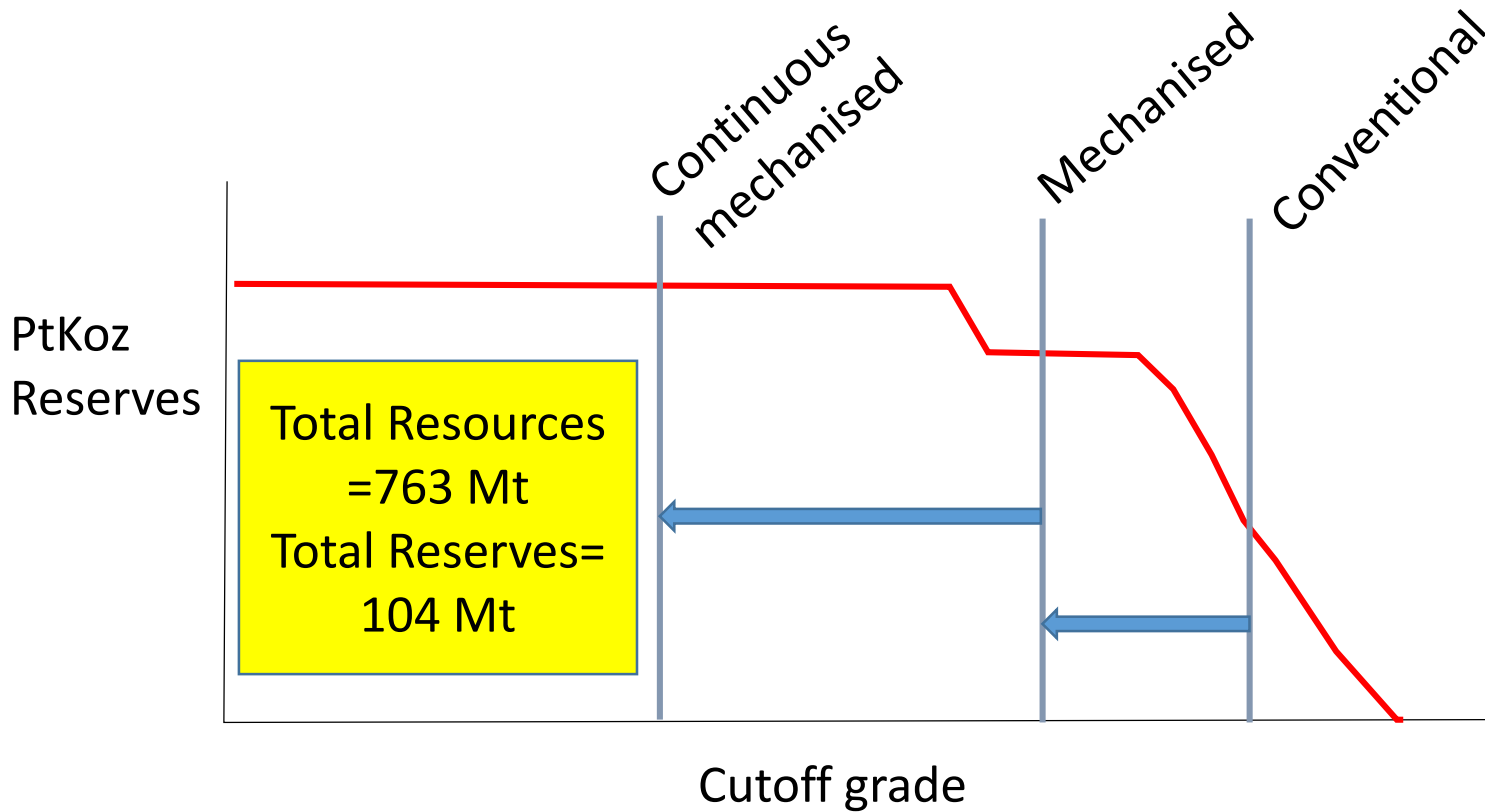 Continuous
mechanised
Mechanised
Conventional
PtKoz
Reserves
Total Resources
=763 Mt
Total Reserves=
104 Mt
Cutoff grade